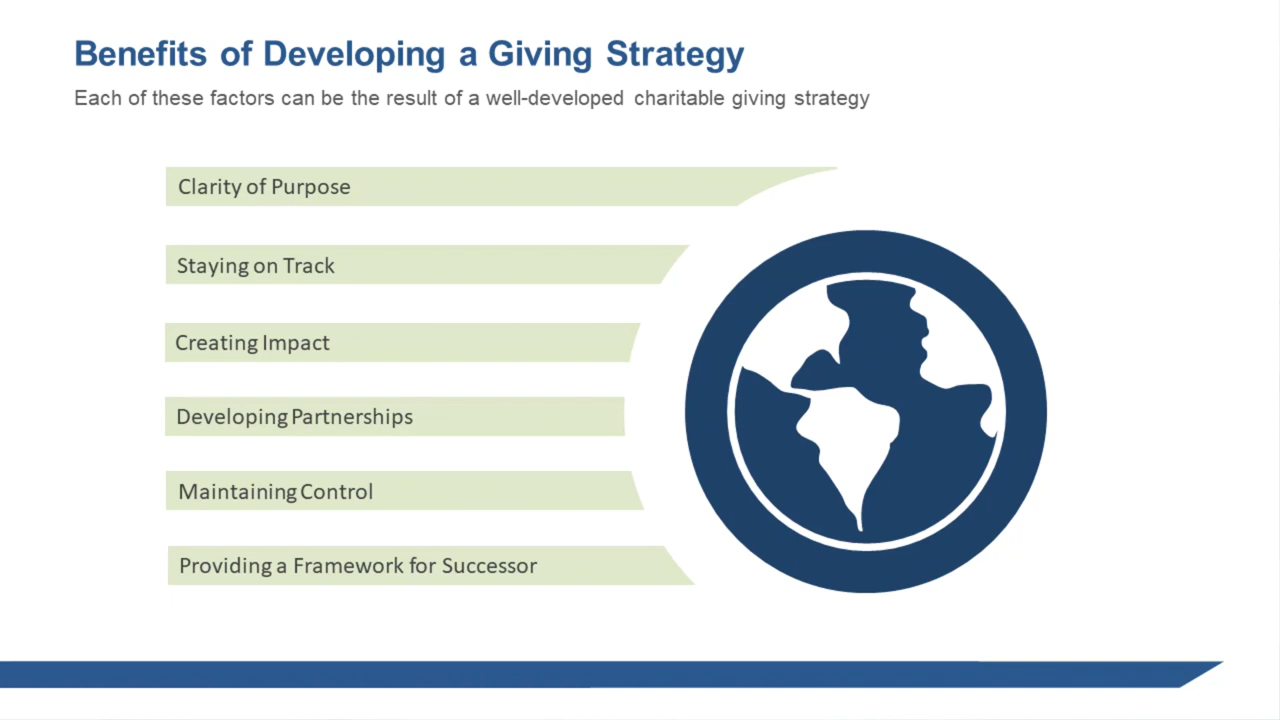 Benefits of Developing a Giving Strategy
Each of these factors can be the result of a well-developed charitable giving strategy
Clarity of Purpose
Staying on Track
Creating Impact
Developing Partnerships
Maintaining Control
Providing a Framework for Successor